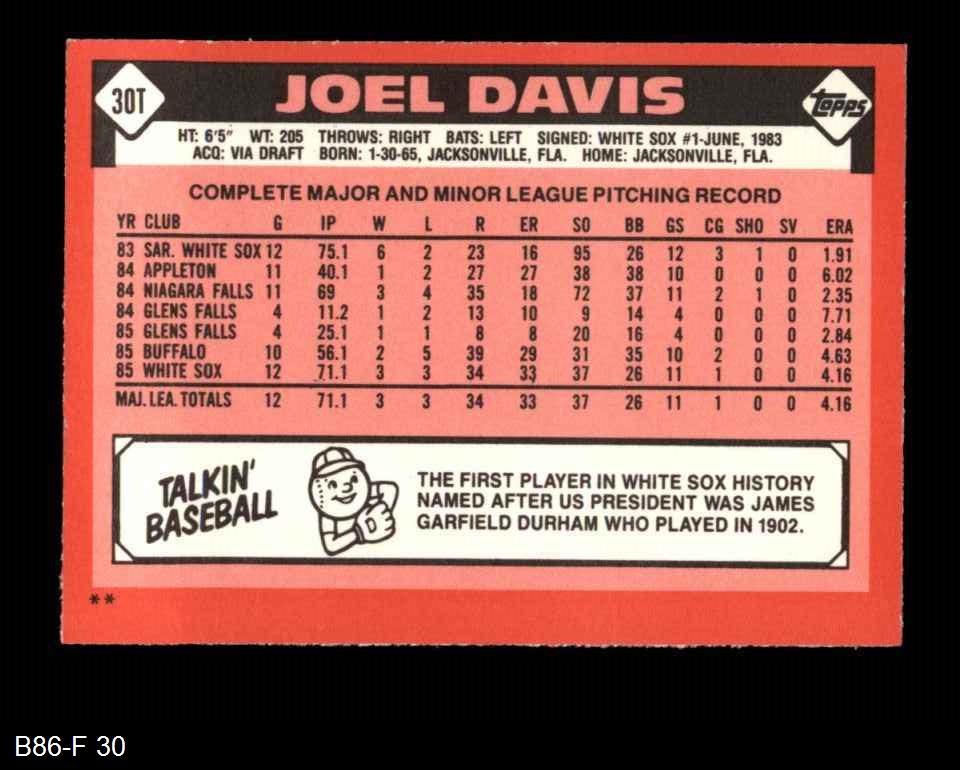 30T
JOEL DAVIS
Topps
HT: 6'5" WT: 205 THROWS: RIGHT BATS: LEFT SIGNED: WHITE SOX #1-JUNE, 1983
ACQ: VIA DRAFT BORN: 1-30-65, JACKSONVILLE, FLA. HOME: JACKSONVILLE, FLA.
COMPLETE MAJOR AND MINOR LEAGUE PITCHING RECORD
YR CLUB G IP W L R ER SO BB GS CG SHO SV ERA
83 SAR. WHITE SOX 12 75.1 6 2 23 16 95 26 12 3 1 0 1.91
84 APPLETON 11 40.1 1 2 27 27 38 38 10 0 0 0 6.02
84 NIAGARA FALLS 11 69 3 4 35 18 72 37 11 2 1 0 2.35
84 GLENS FALLS 4 11.2 1 2 13 10 9 14 4 0 0 0 7.71
85 GLENS FALLS 4 25.1 1 1 8 8 20 16 4 0 0 0 2.84
85 BUFFALO 10 56.1 2 5 39 29 31 35 10 2 0 0 4.63
85 WHITE SOX 12 71.1 3 3 34 33 37 26 11 1 0 0 4.16
MAJ. LEA. TOTALS 12 71.1 3 3 34 33 37 26 11 1 0 0 4.16
TALKIN'
BASEBALL
THE FIRST PLAYER IN WHITE SOX HISTORY
NAMED AFTER US PRESIDENT WAS JAMES
GARFIELD DURHAM WHO PLAYED IN 1902.
**
B86-F 30